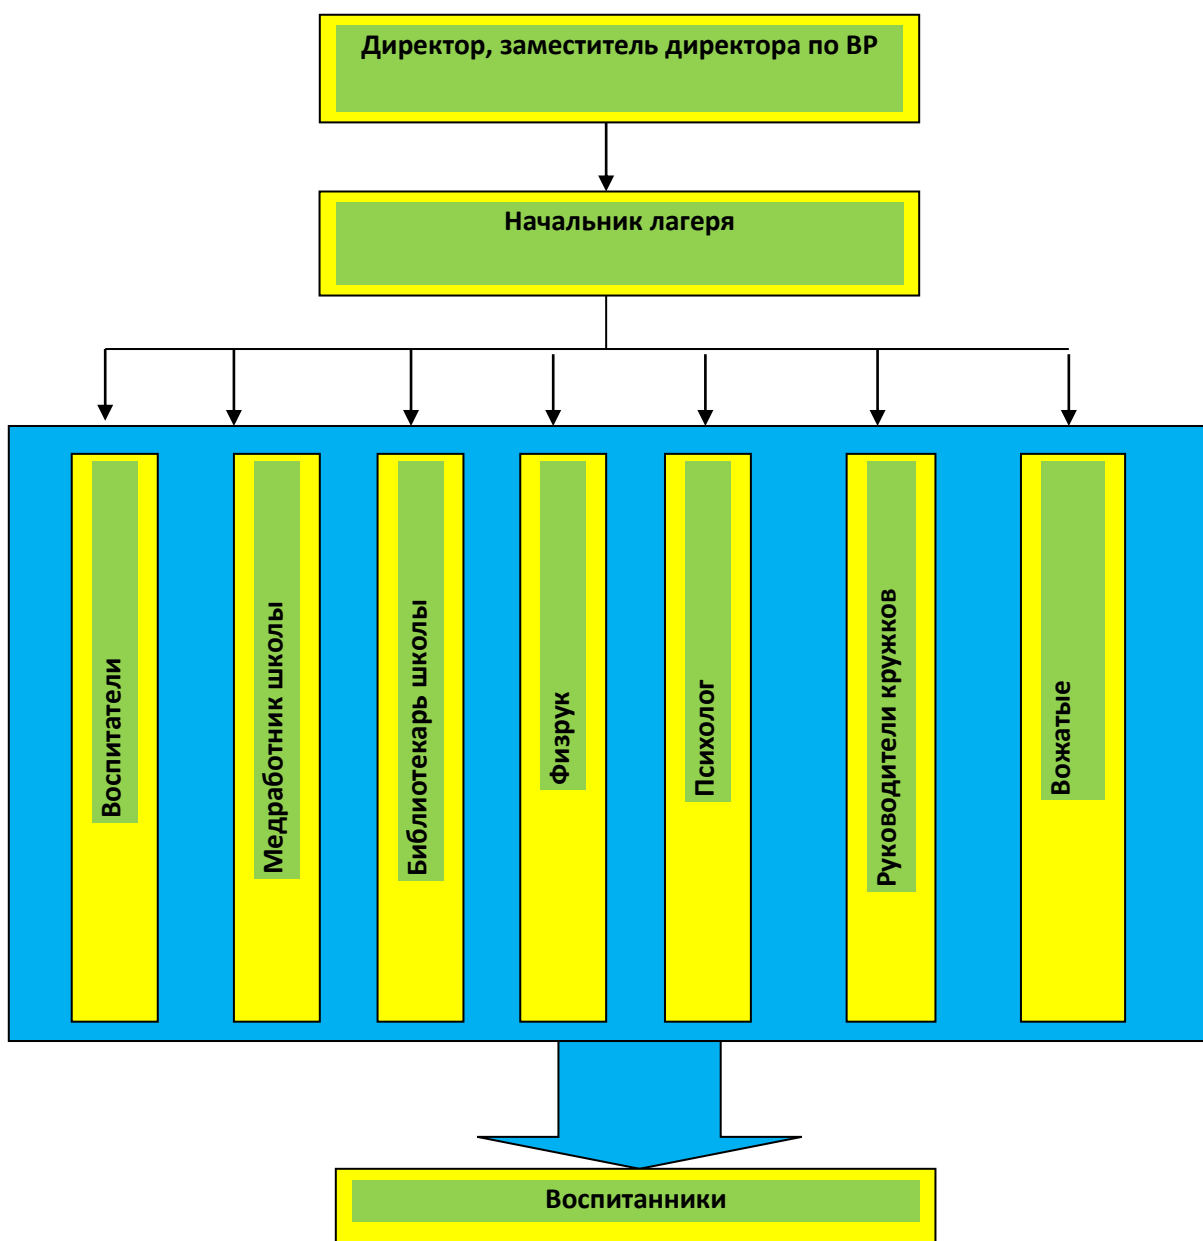 Директор, заместитель директора по ВР
Начальник лагеря
Воспитатели
Медработник школы
Библиотекарь школы
Физрук
Психолог
Руководители кружков
Вожатые
Воспитанники